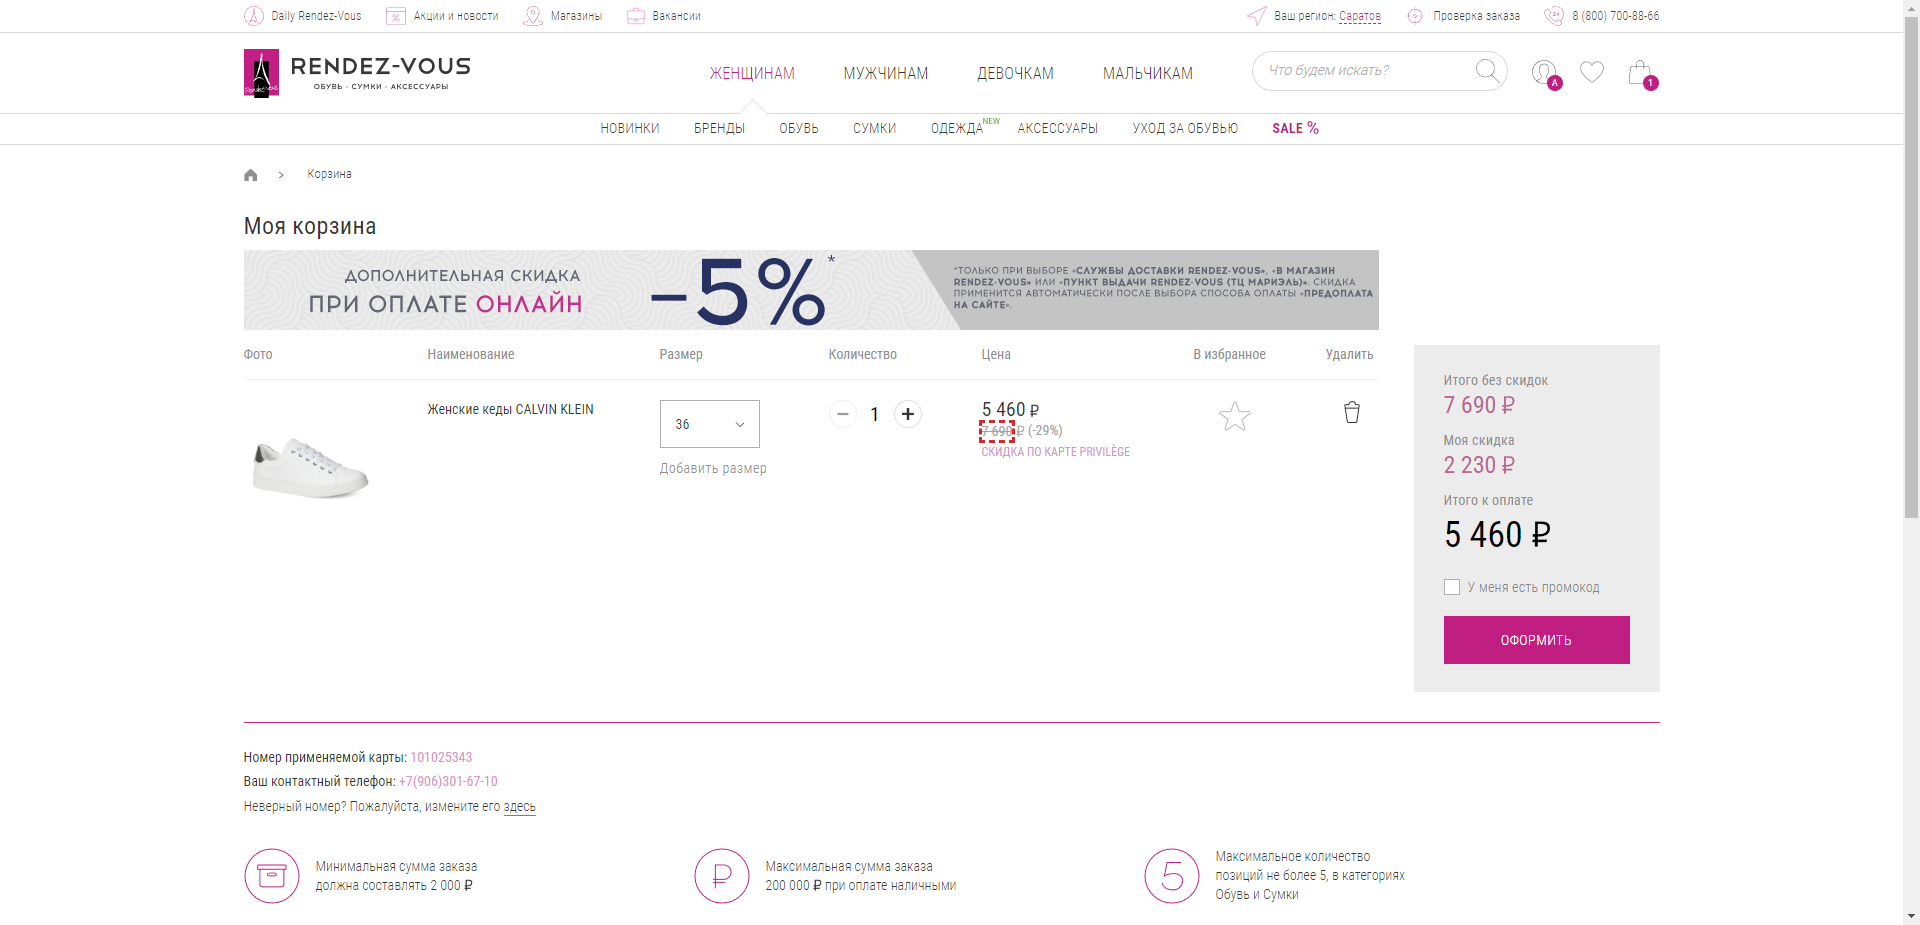 Daily Rendez-Vous Акции и новости Магазины Вакансии Ваш регион: Саратов Проверка заказа 8 (800) 700-88-66
RENDEZ-VOUS
ОБУВЬ · СУМКИ · АКСЕССУАРЫ
ЖЕНЩИНАМ МУЖЧИНАМ ДЕВОЧКАМ МАЛЬЧИКАМ Что будем искать? A 1
НОВИНКИ БРЕНДЫ ОБУВЬ СУМКИ ОДЕЖДА NEW АКСЕССУАРЫ УХОД ЗА ОБУВЬЮ SALE %
> Корзина
Моя корзина
ДОПОЛНИТЕЛЬНАЯ СКИДКА
ПРИ ОПЛАТЕ ОНЛАЙН
–5%*
*ТОЛЬКО ПРИ ВЫБОРЕ «СЛУЖБЫ ДОСТАВКИ RENDEZ-VOUS», «В МАГАЗИН
RENDEZ-VOUS» ИЛИ «ПУНКТ ВЫДАЧИ RENDEZ-VOUS (ТЦ МАРИЭЛЬ)». СКИДКА
ПРИМЕНИТСЯ АВТОМАТИЧЕСКИ ПОСЛЕ ВЫБОРА СПОСОБА ОПЛАТЫ «ПРЕДОПЛАТА
НА САЙТЕ».
Фото Наименование Размер Количество Цена В избранное Удалить
Женские кеды CALVIN KLEIN 36 − 1 + 5 460 ₽
7 690 ₽ (-29%)
СКИДКА ПО КАРТЕ PRIVILÈGE
Добавить размер
Итого без скидок
7 690 ₽
Моя скидка
2 230 ₽
Итого к оплате
5 460 ₽
У меня есть промокод
ОФОРМИТЬ
Номер применяемой карты: 101025343
Ваш контактный телефон: +7(906)301-67-10
Неверный номер? Пожалуйста, измените его здесь
Минимальная сумма заказа
должна составлять 2 000 ₽
Максимальная сумма заказа
200 000 ₽ при оплате наличными
5
Максимальное количество
позиций не более 5, в категориях
Обувь и Сумки